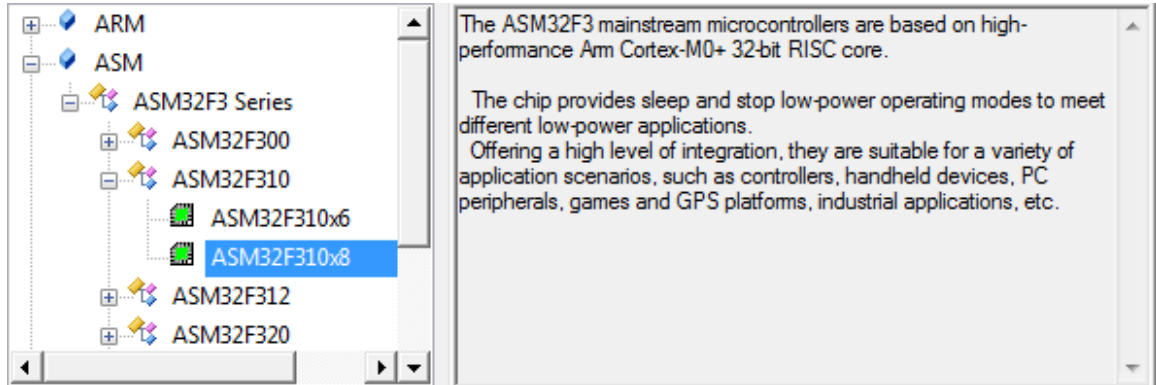 ARM
ASM
ASM32F3 Series
ASM32F300
ASM32F310
ASM32F310x6
ASM32F310x8
ASM32F312
ASM32F320
The ASM32F3 mainstream microcontrollers are based on high-
performance Arm Cortex-M0+ 32-bit RISC core.
The chip provides sleep and stop low-power operating modes to meet
different low-power applications.
Offering a high level of integration, they are suitable for a variety of
application scenarios, such as controllers, handheld devices, PC
peripherals, games and GPS platforms, industrial applications, etc.